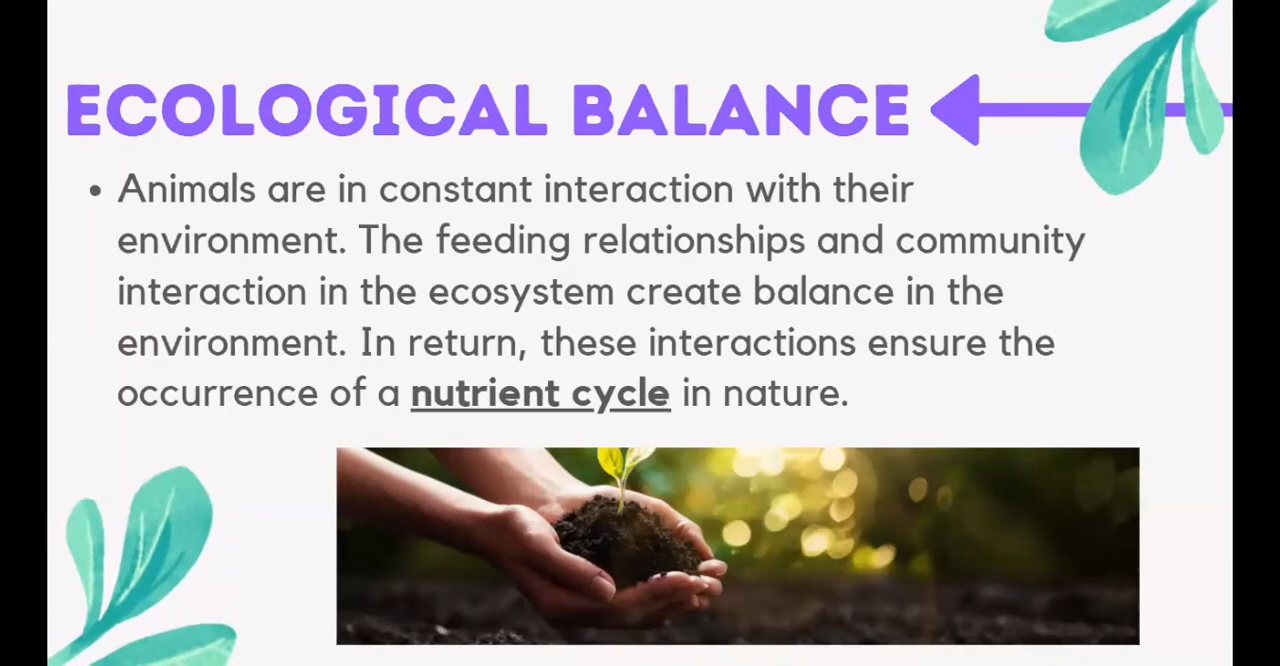 ECOLOGICAL BALANCE
• Animals are in constant interaction with their
environment. The feeding relationships and community
interaction in the ecosystem create balance in the
environment. In return, these interactions ensure the
occurrence of a nutrient cycle in nature.